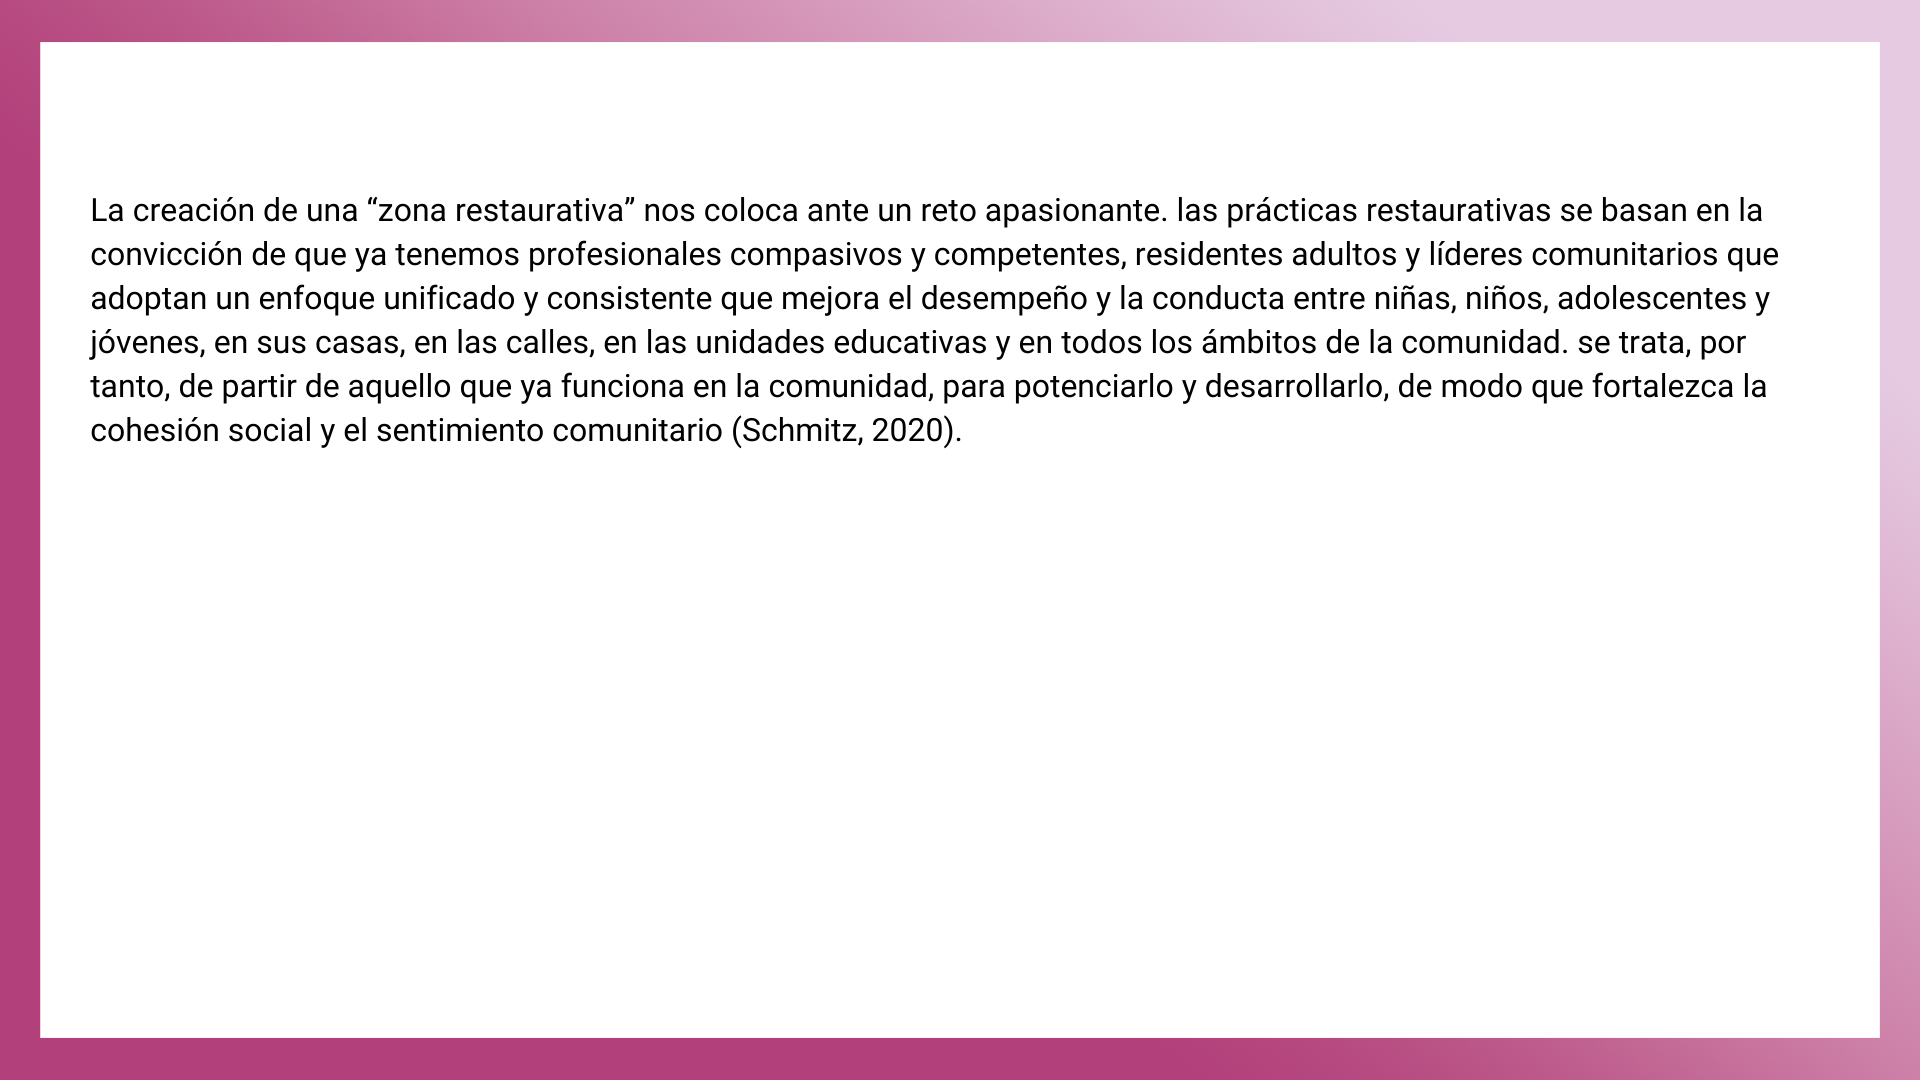 La creación de una “zona restaurativa” nos coloca ante un reto apasionante. las prácticas restaurativas se basan en la
convicción de que ya tenemos profesionales compasivos y competentes, residentes adultos y líderes comunitarios que
adoptan un enfoque unificado y consistente que mejora el desempeño y la conducta entre niñas, niños, adolescentes y
jóvenes, en sus casas, en las calles, en las unidades educativas y en todos los ámbitos de la comunidad. se trata, por
tanto, de partir de aquello que ya funciona en la comunidad, para potenciarlo y desarrollarlo, de modo que fortalezca la
cohesión social y el sentimiento comunitario (Schmitz, 2020).